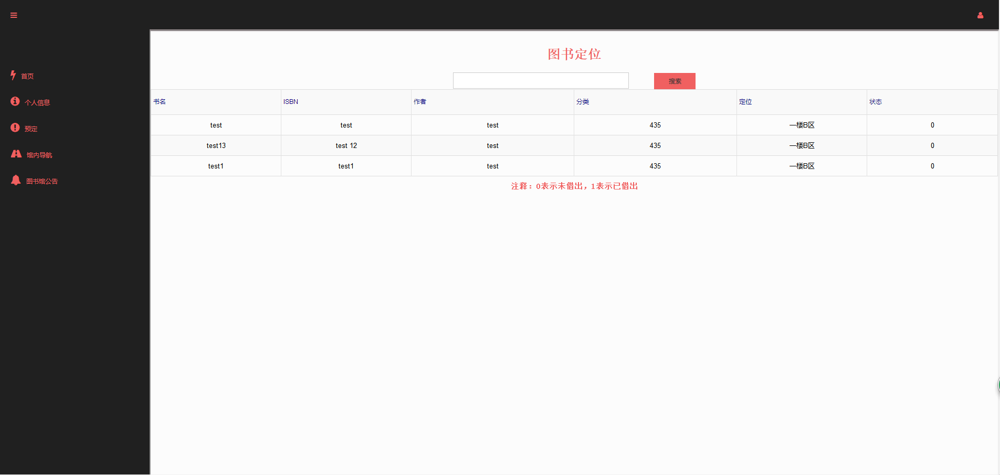 首页
个人信息
预定
馆内导航
图书馆公告
图书定位
搜索
书名 ISBN 作者 分类 定位 状态
test test test 435 一楼B区 0
test13 test 12 test 435 一楼B区 0
test1 test1 test 435 一楼B区 0
注释：0表示未借出，1表示已借出